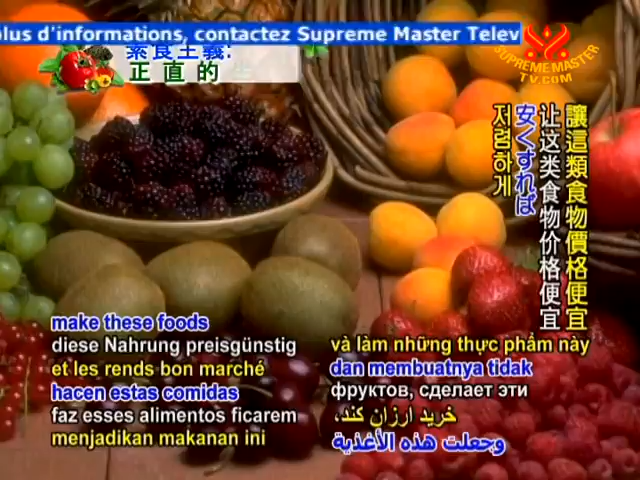 plus d'informations, contactez Supreme Master Telev
素食主義:
正直的
SUPREME MASTER
TV.COM
讓這類食物價格便宜
让这类食物价格便宜
安くすれば
저렴하게
make these foods
diese Nahrung preisgünstig
et les rends bon marché
hacen estas comidas
faz esses alimentos ficarem
menjadikan makanan ini
và làm những thực phẩm này
dan membuatnya tidak
фруктов, сделает эти
خرید ارزان کند،
وجعلت هذه الأغذية